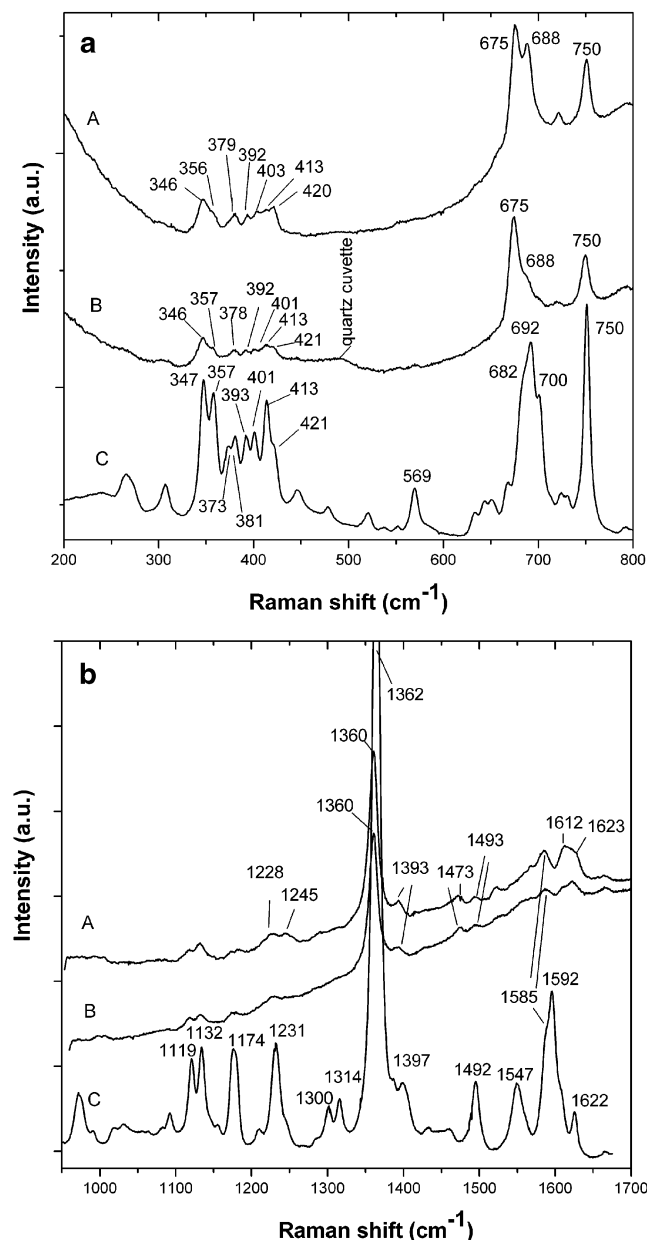 a
675 688 750
A
379
392
413
356 403
346 420
Intensity (a.u.)
quartz cuvette
675
688 750
B
357 378 392 401
346 413
421
692 750
347 357 401
393 413
682 700
421
C
373
381
569
200 300 400 500 600 700 800
Raman shift (cm-1)
b
1362
1360
1360
1612 1623
1493
1473
1393
1228
1245
A
Intensity (a.u.)
B
1585 1592
1132 1174 1231
1119
1314 1397 1492 1547
1300
1622
C
1000 1100 1200 1300 1400 1500 1600 1700
Raman shift (cm-1)